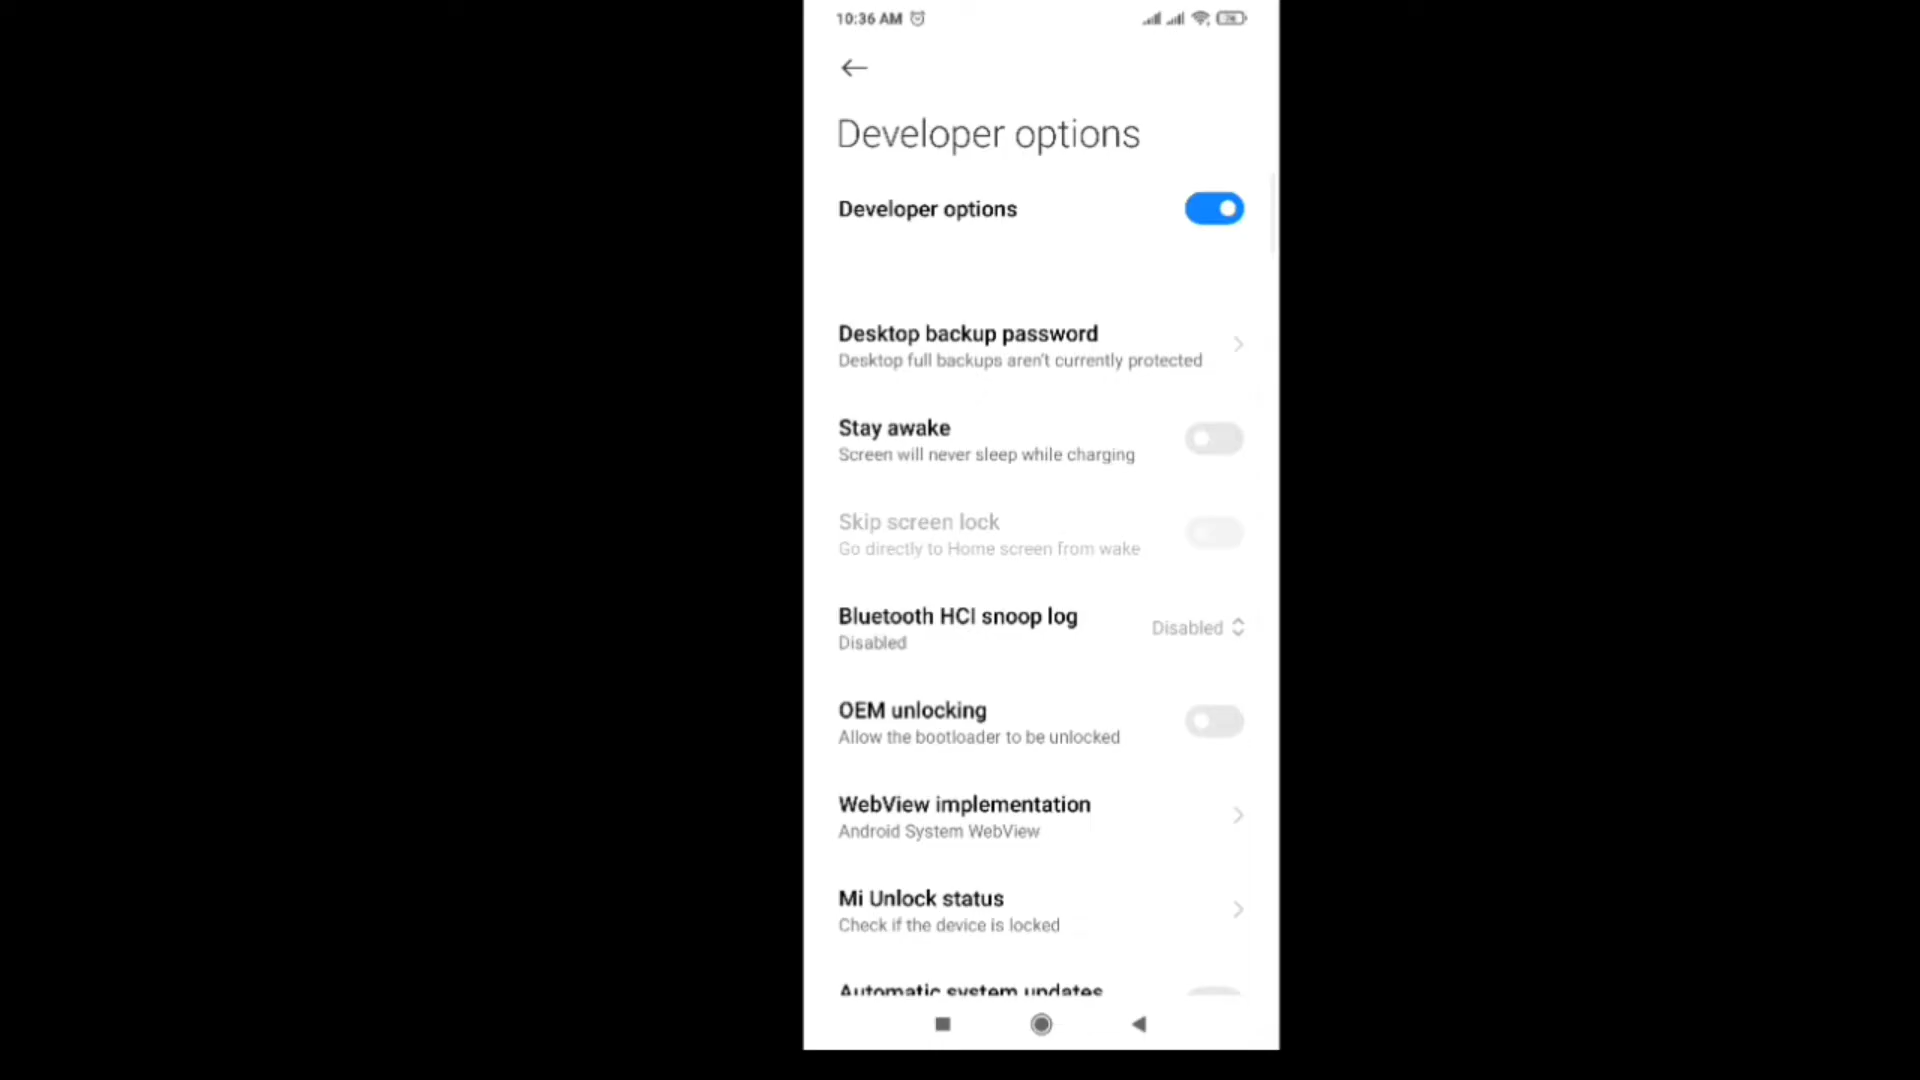 10:36 AM
Developer options
Developer options
Desktop backup password
Desktop full backups aren't currently protected
Stay awake
Screen will never sleep while charging
Skip screen lock
Go directly to Home screen from wake
Bluetooth HCI snoop log
Disabled
Disabled
OEM unlocking
Allow the bootloader to be unlocked
WebView implementation
Android System WebView
Mi Unlock status
Check if the device is locked
Automatic system updates